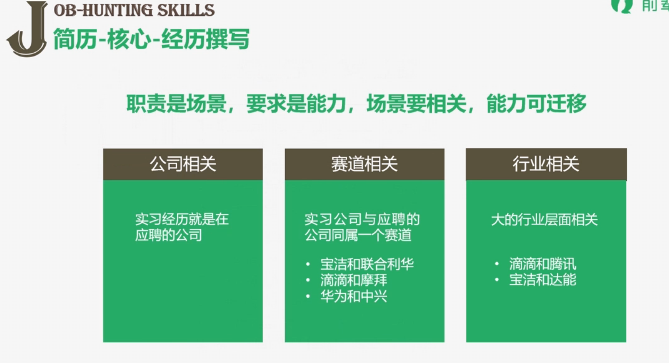 JOB-HUNTING SKILLS
简历-核心-经历撰写
前
职责是场景，要求是能力，场景要相关，能力可迁移
公司相关
实习经历就是在
应聘的公司
赛道相关
实习公司与应聘的
公司同属一个赛道
• 宝洁和联合利华
• 滴滴和摩拜
• 华为和中兴
行业相关
大的行业层面相关
• 滴滴和腾讯
• 宝洁和达能